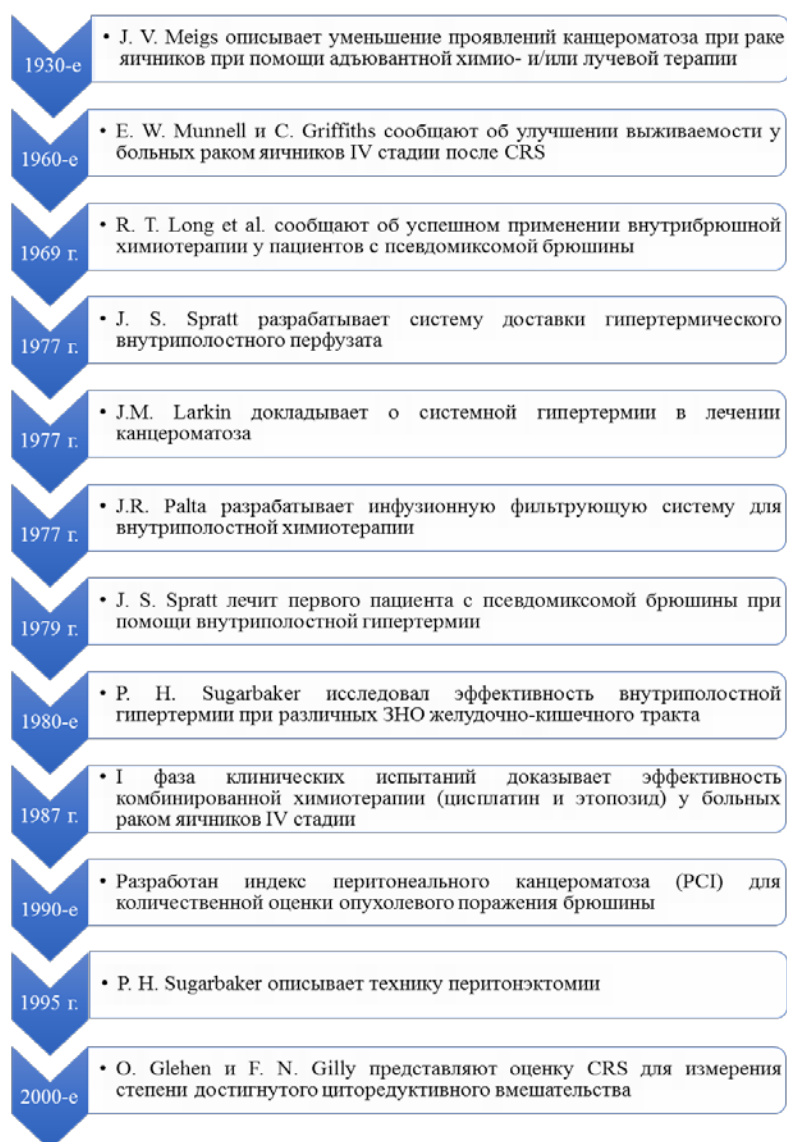 1930-е
• J. V. Meigs описывает уменьшение проявлений канцероматоза при раке
яичников при помощи адъювантной химио- и/или лучевой терапии
1960-е
• E. W. Munnell и C. Griffiths сообщают об улучшении выживаемости у
больных раком яичников IV стадии после CRS
1969 г.
• R. T. Long et al. сообщают об успешном применении внутрибрюшной
химиотерапии у пациентов с псевдомиксомой брюшины
1977 г.
• J. S. Spratt разрабатывает систему доставки гипертермического
внутриполостного перфузата
1977 г.
• J.M. Larkin докладывает о системной гипертермии в лечении
канцероматоза
1977 г.
• J.R. Palta разрабатывает инфузионную фильтрующую систему для
внутриполостной химиотерапии
1979 г.
• J. S. Spratt лечит первого пациента с псевдомиксомой брюшины при
помощи внутриполостной гипертермии
1980-е
• P. H. Sugarbaker исследовал эффективность внутриполостной
гипертермии при различных ЗНО желудочно-кишечного тракта
1987 г.
• I фаза клинических испытаний доказывает эффективность
комбинированной химиотерапии (цисплатин и этопозид) у больных
раком яичников IV стадии
1990-е
• Разработан индекс перитонеального канцероматоза (PCI) для
количественной оценки опухолевого поражения брюшины
1995 г.
• P. H. Sugarbaker описывает технику перитонэктомии
2000-е
• O. Glehen и F. N. Gilly представляют оценку CRS для измерения
степени достигнутого циторедуктивного вмешательства